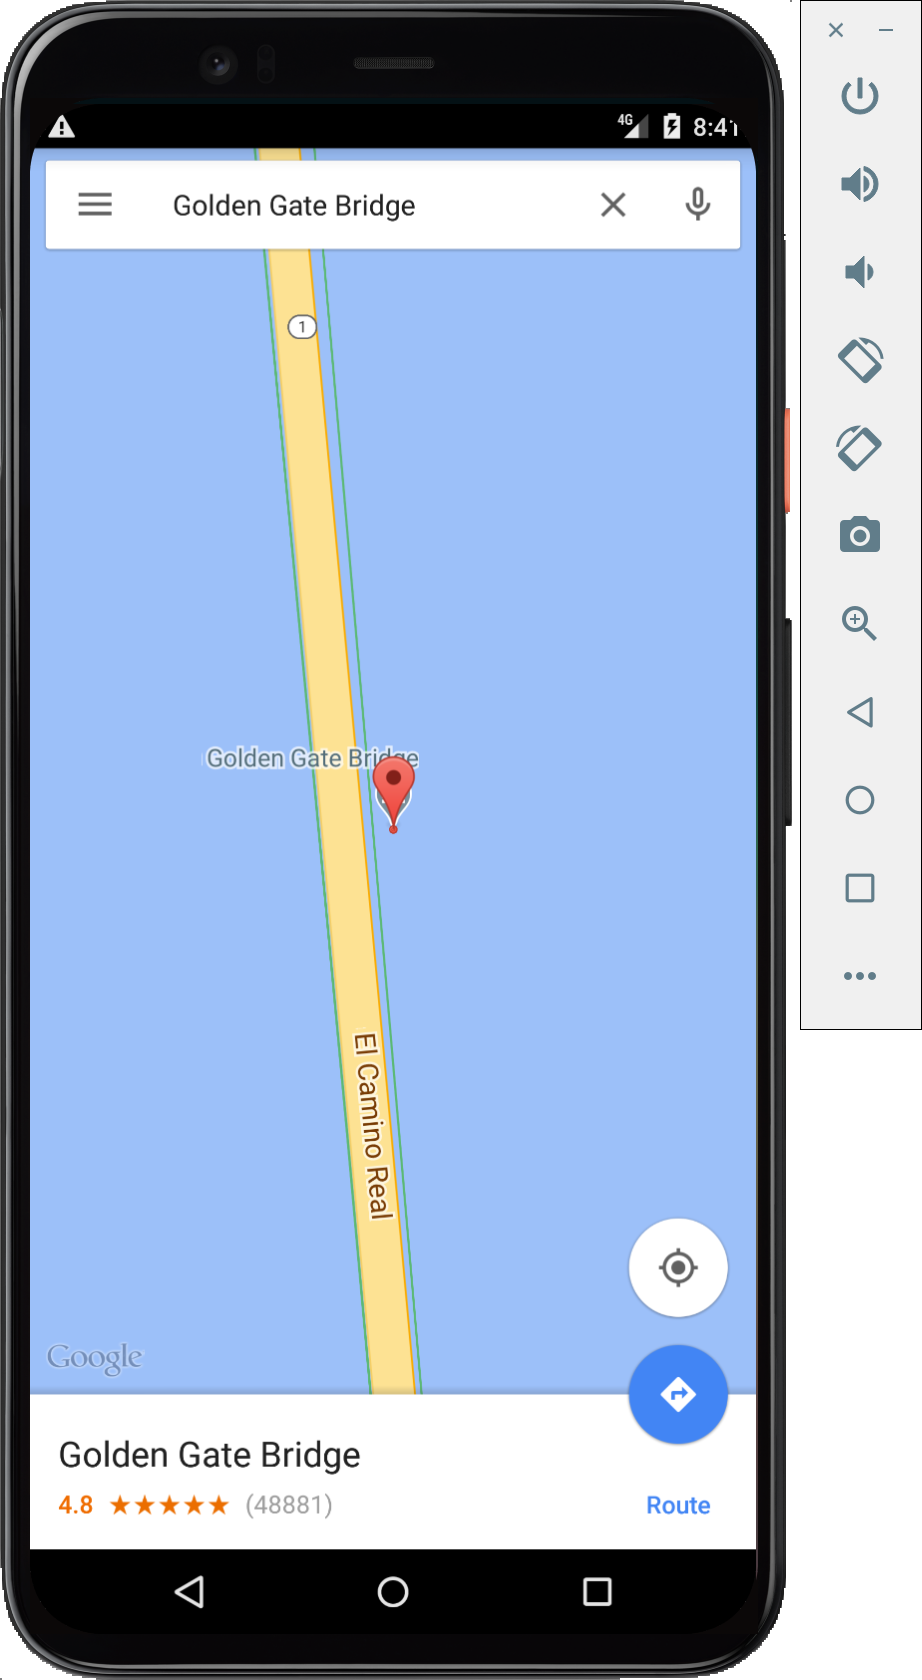 4G 8:41
Golden Gate Bridge
1
Golden Gate Bridge
El Camino Real
Google
Golden Gate Bridge
4.8 (48881)
Route